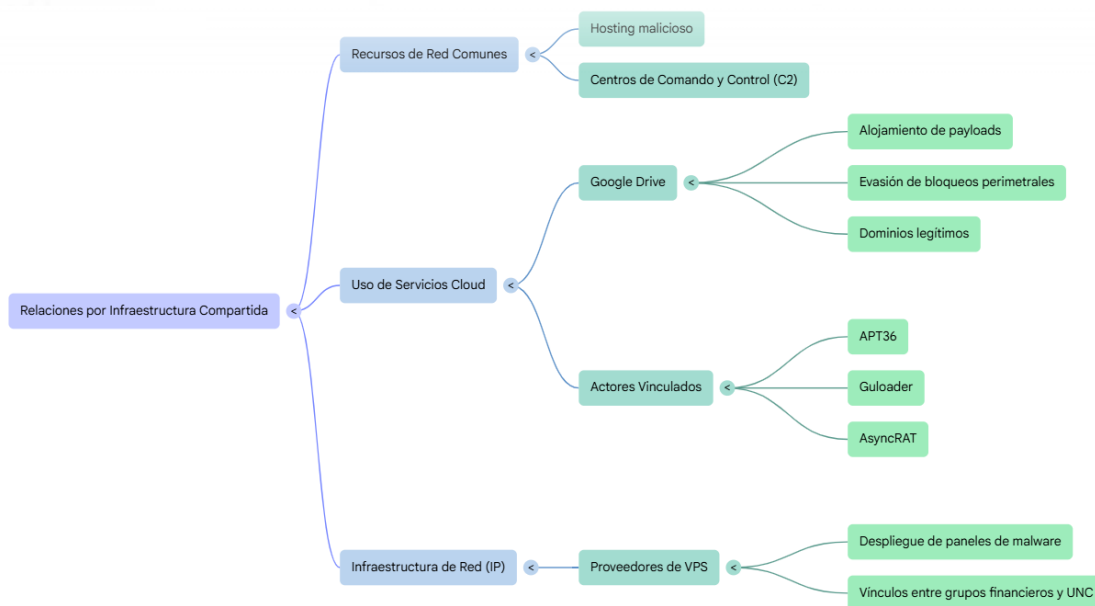 Relaciones por Infraestructura Compartida
Recursos de Red Comunes
Hosting malicioso
Centros de Comando y Control (C2)
Uso de Servicios Cloud
Google Drive
Alojamiento de payloads
Evasión de bloqueos perimetrales
Dominios legítimos
Actores Vinculados
APT36
Guloader
AsyncRAT
Infraestructura de Red (IP)
Proveedores de VPS
Despliegue de paneles de malware
Vínculos entre grupos financieros y UNC